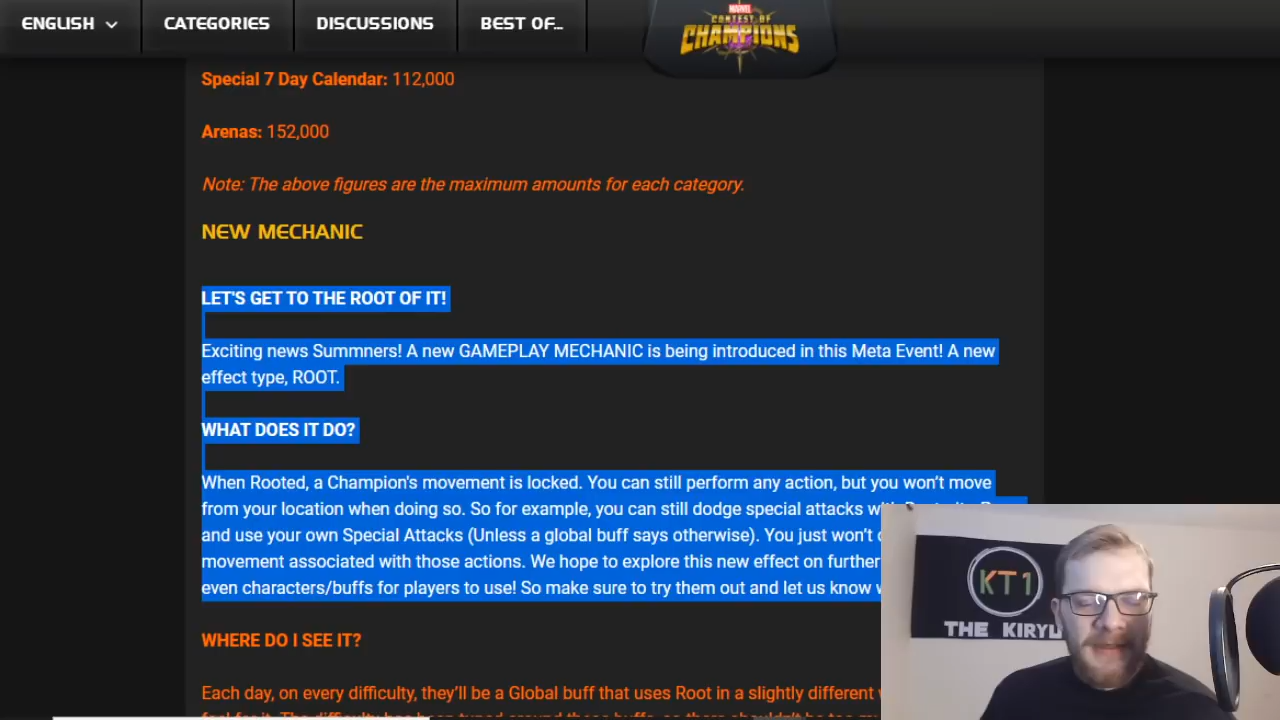 ENGLISH CATEGORIES DISCUSSIONS BEST OF...
MARVEL
CONTEST OF
CHAMPIONS
Special 7 Day Calendar: 112,000
Arenas: 152,000
Note: The above figures are the maximum amounts for each category.
NEW MECHANIC
LET'S GET TO THE ROOT OF IT!
Exciting news Summners! A new GAMEPLAY MECHANIC is being introduced in this Meta Event! A new
effect type, ROOT.
WHAT DOES IT DO?
When Rooted, a Champion's movement is locked. You can still perform any action, but you won't move
from your location when doing so. So for example, you can still dodge special attacks
and use your own Special Attacks (Unless a global buff says otherwise). You just won't
movement associated with those actions. We hope to explore this new effect on further
even characters/buffs for players to use! So make sure to try them out and let us know
WHERE DO I SEE IT?
Each day, on every difficulty, they'll be a Global buff that uses Root in a slightly different
KT1
THE KIRYU